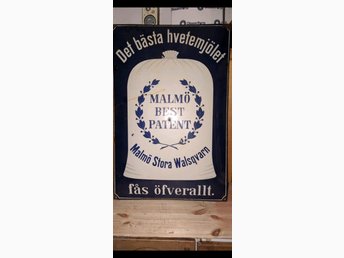 Det bästa hvetemjölet
MALMÖ
BEST
PATENT
Malmö Stora Walsqvarn
fås öfverallt.